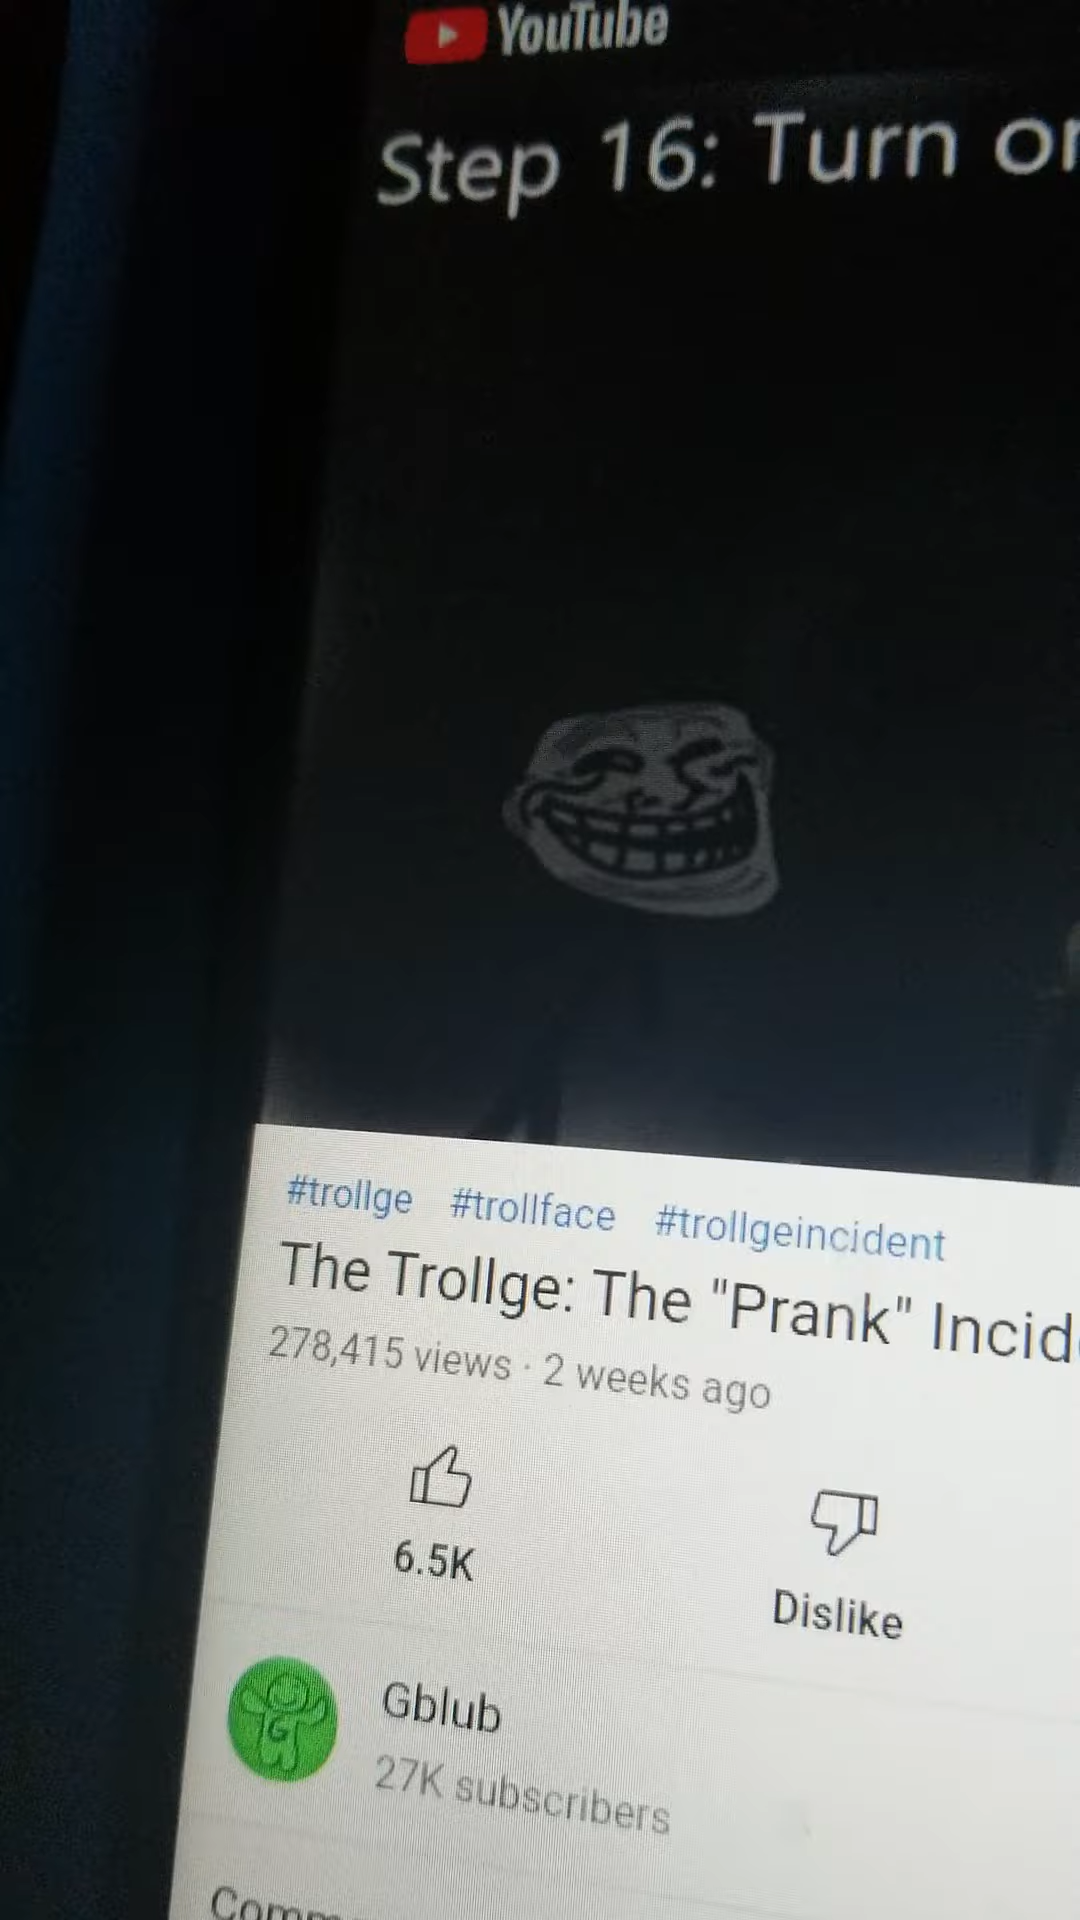 YouTube
Step 16: Turn
#trollge #trollface #trollgeincident
The Trollge: The "Prank" Incid
278,415 views · 2 weeks ago
6.5K
Dislike
Gblub
G
27K subscribers